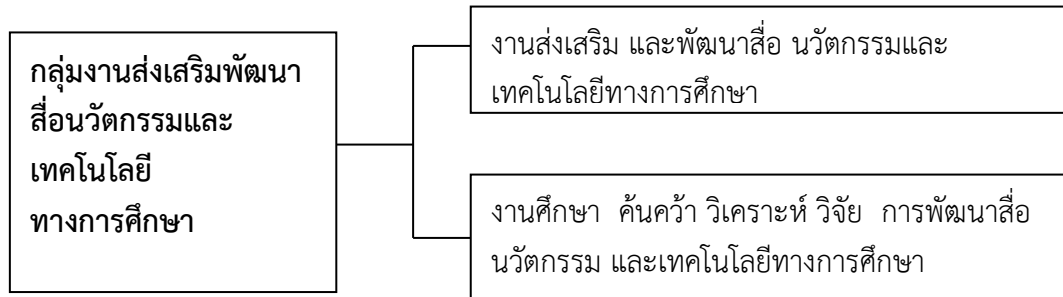 กลุ่มงานส่งเสริมพัฒนา
สื่อนวัตกรรมและ
เทคโนโลยี
ทางการศึกษา
งานส่งเสริม และพัฒนาสื่อ นวัตกรรมและ
เทคโนโลยีทางการศึกษา
งานศึกษา ค้นคว้า วิเคราะห์ วิจัย การพัฒนาสื่อ
นวัตกรรม และเทคโนโลยีทางการศึกษา